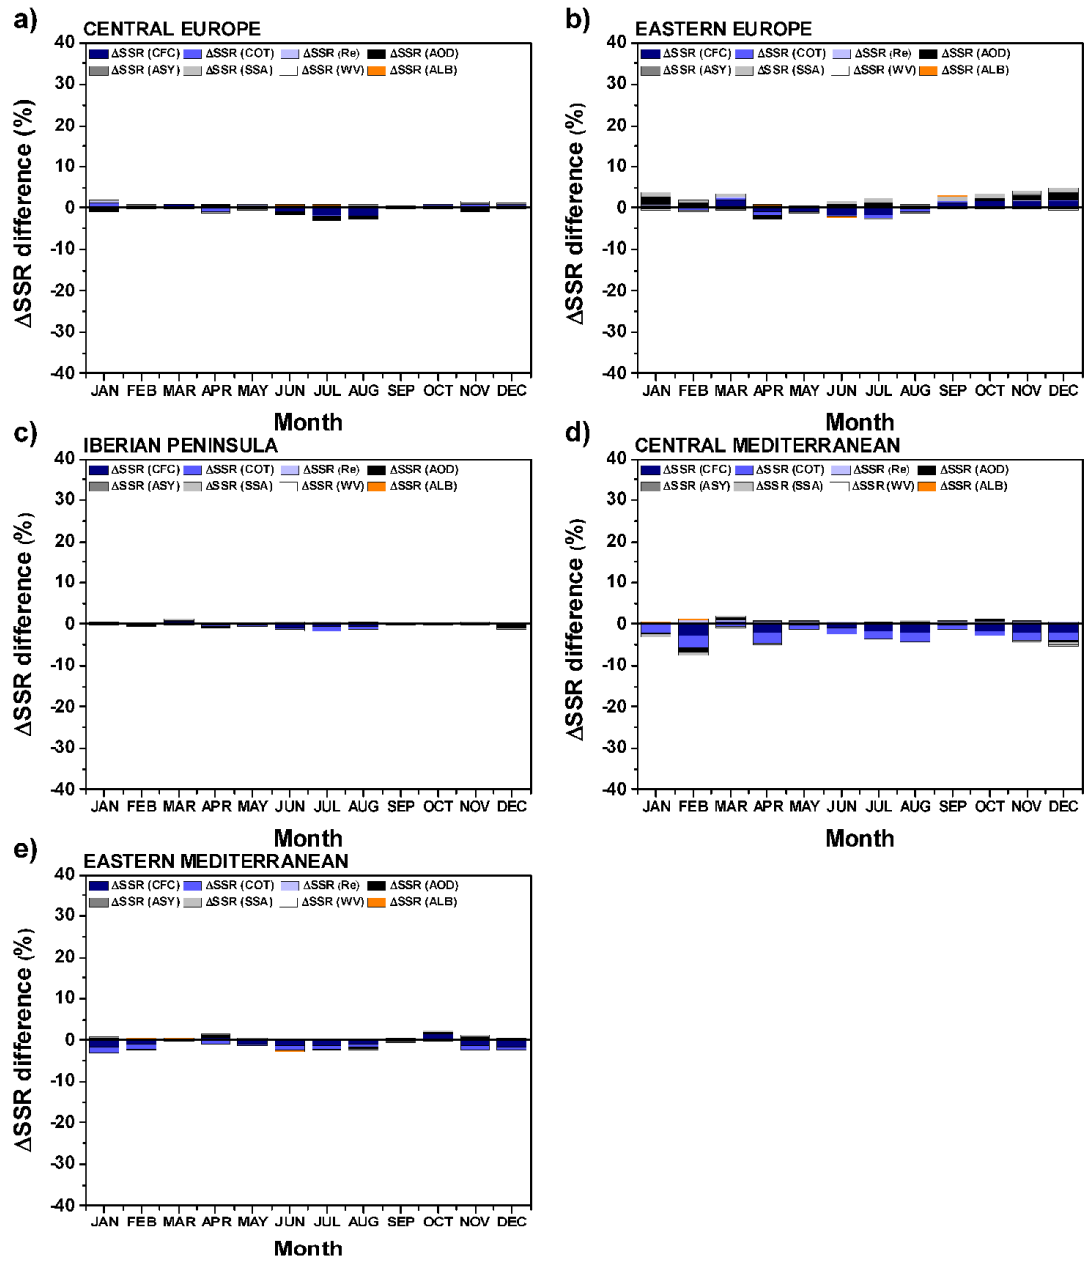 a)
CENTRAL EUROPE
ΔSSR (CFC) ΔSSR (COT) ΔSSR (Re) ΔSSR (AOD)
ΔSSR (ASY) ΔSSR (SSA) ΔSSR (WV) ΔSSR (ALB)
ΔSSR difference (%)
40
30
20
10
0
-10
-20
-30
-40
JAN FEB MAR APR MAY JUN JUL AUG SEP OCT NOV DEC
Month
b)
EASTERN EUROPE
ΔSSR (CFC) ΔSSR (COT) ΔSSR (Re) ΔSSR (AOD)
ΔSSR (ASY) ΔSSR (SSA) ΔSSR (WV) ΔSSR (ALB)
ΔSSR difference (%)
40
30
20
10
0
-10
-20
-30
-40
JAN FEB MAR APR MAY JUN JUL AUG SEP OCT NOV DEC
Month
c)
IBERIAN PENINSULA
ΔSSR (CFC) ΔSSR (COT) ΔSSR (Re) ΔSSR (AOD)
ΔSSR (ASY) ΔSSR (SSA) ΔSSR (WV) ΔSSR (ALB)
ΔSSR difference (%)
40
30
20
10
0
-10
-20
-30
-40
JAN FEB MAR APR MAY JUN JUL AUG SEP OCT NOV DEC
Month
d)
CENTRAL MEDITERRANEAN
ΔSSR (CFC) ΔSSR (COT) ΔSSR (Re) ΔSSR (AOD)
ΔSSR (ASY) ΔSSR (SSA) ΔSSR (WV) ΔSSR (ALB)
ΔSSR difference (%)
40
30
20
10
0
-10
-20
-30
-40
JAN FEB MAR APR MAY JUN JUL AUG SEP OCT NOV DEC
Month
e)
EASTERN MEDITERRANEAN
ΔSSR (CFC) ΔSSR (COT) ΔSSR (Re) ΔSSR (AOD)
ΔSSR (ASY) ΔSSR (SSA) ΔSSR (WV) ΔSSR (ALB)
ΔSSR difference (%)
40
30
20
10
0
-10
-20
-30
-40
JAN FEB MAR APR MAY JUN JUL AUG SEP OCT NOV DEC
Month